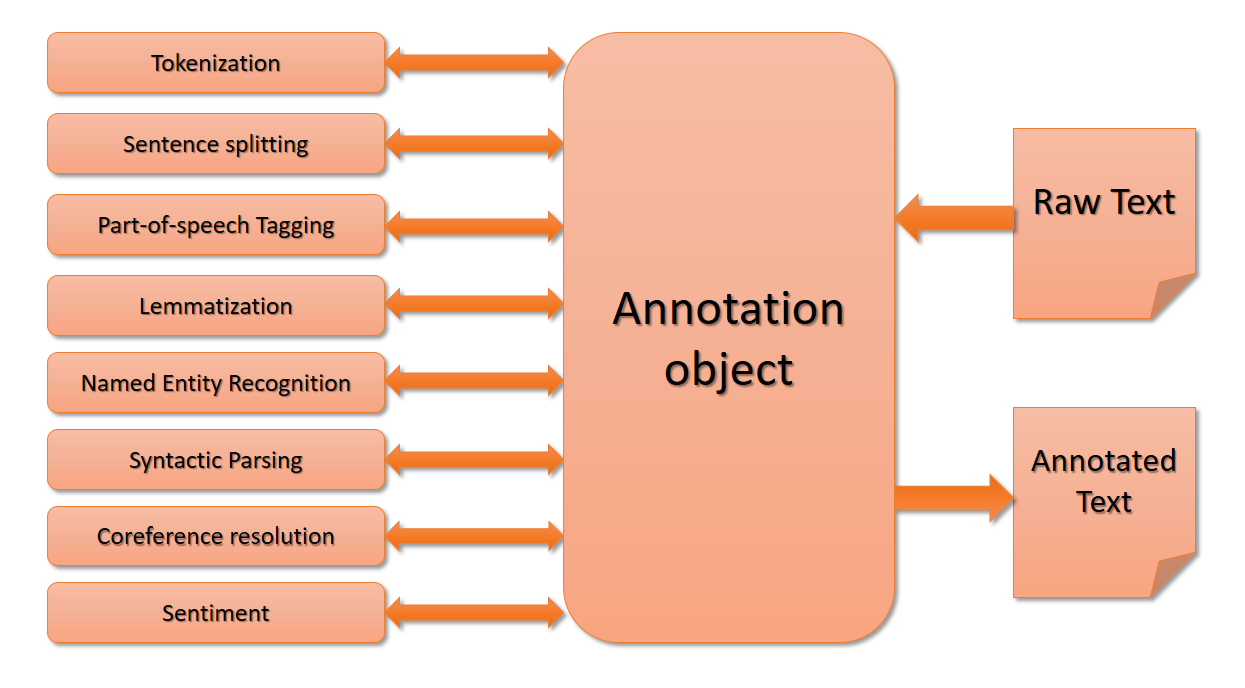 Tokenization
Sentence splitting
Part-of-speech Tagging
Lemmatization
Named Entity Recognition
Syntactic Parsing
Coreference resolution
Sentiment
Annotation
object
Raw Text
Annotated
Text